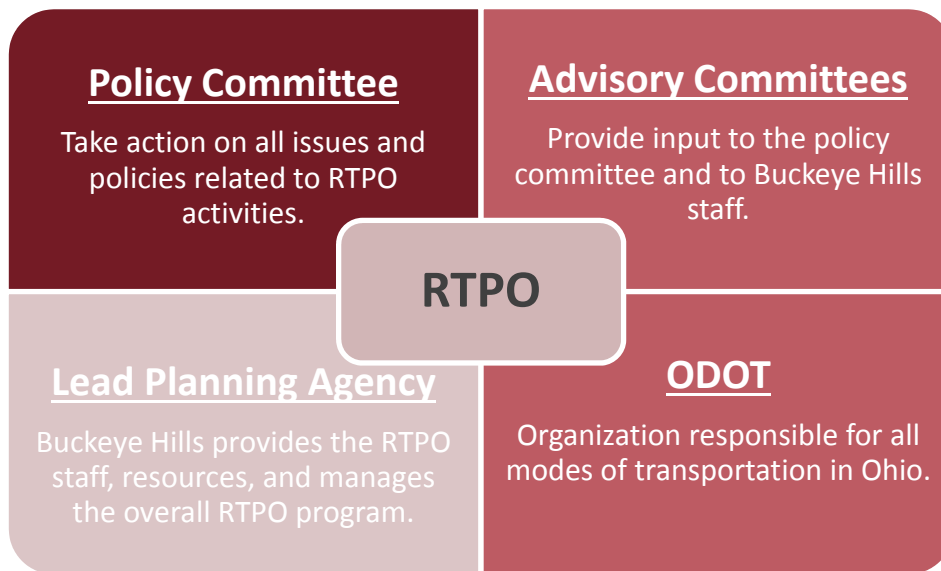 Policy Committee
Take action on all issues and
policies related to RTPO
activities.
Advisory Committees
Provide input to the policy
committee and to Buckeye Hills
staff.
RTPO
Lead Planning Agency
Buckeye Hills provides the RTPO
staff, resources, and manages
the overall RTPO program.
ODOT
Organization responsible for all
modes of transportation in Ohio.